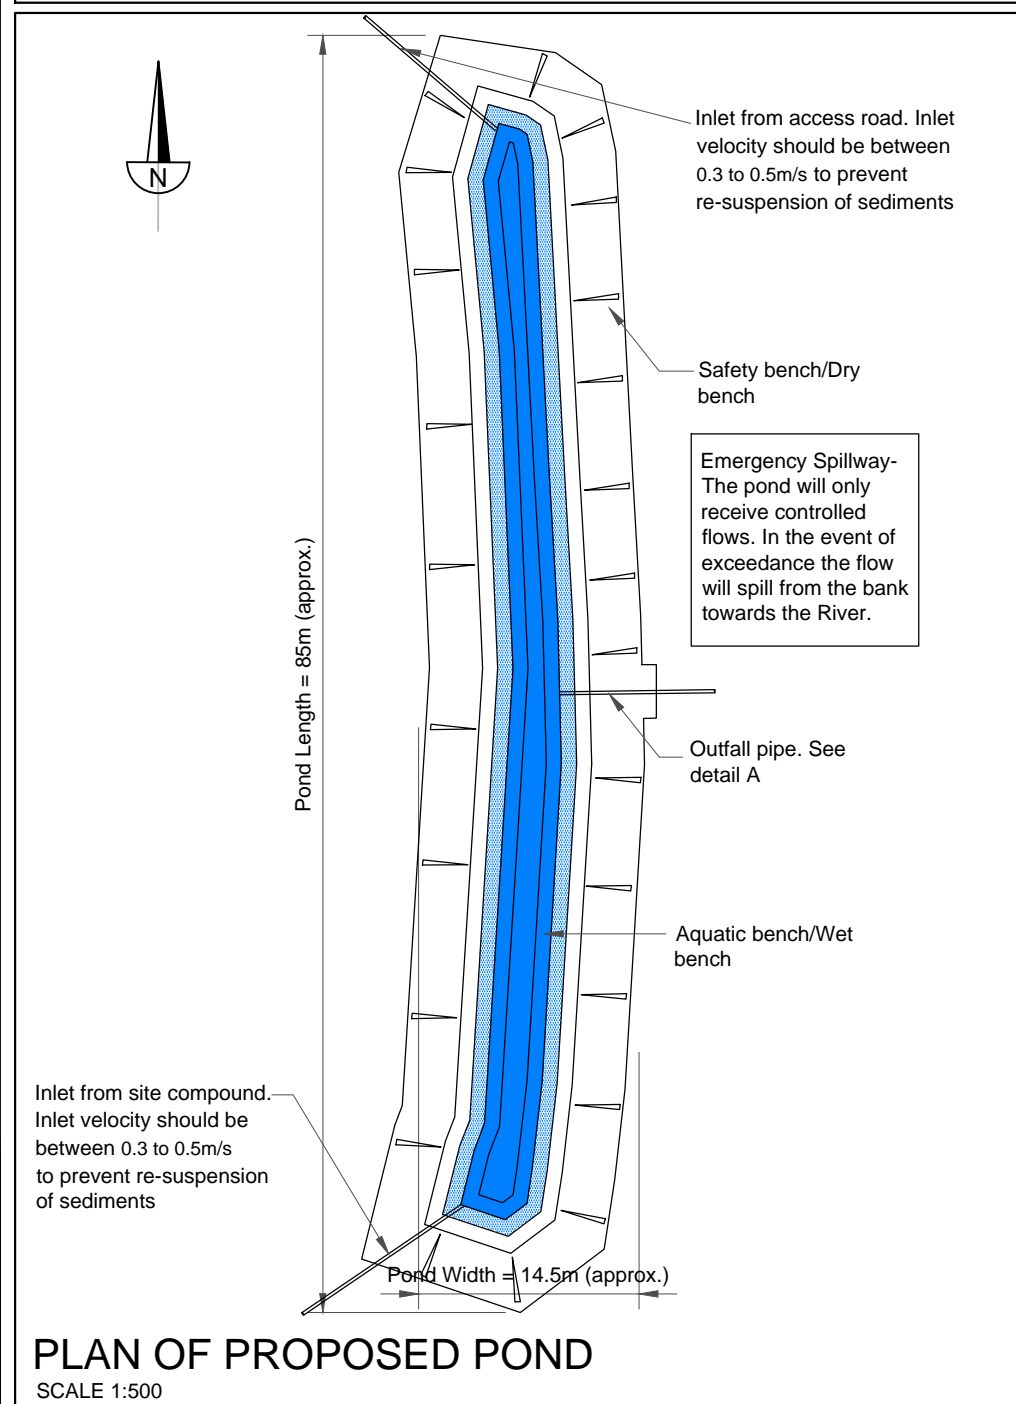 N
Inlet from access road. Inlet
velocity should be between
0.3 to 0.5m/s to prevent
re-suspension of sediments
Safety bench/Dry
bench
Emergency Spillway-
The pond will only
receive controlled
flows. In the event of
exceedance the flow
will spill from the bank
towards the River.
Pond Length = 85m (approx.)
Outfall pipe. See
detail A
Aquatic bench/Wet
bench
Inlet from site compound.
Inlet velocity should be
between 0.3 to 0.5m/s
to prevent re-suspension
of sediments
Pond Width = 14.5m (approx.)
PLAN OF PROPOSED POND
SCALE 1:500